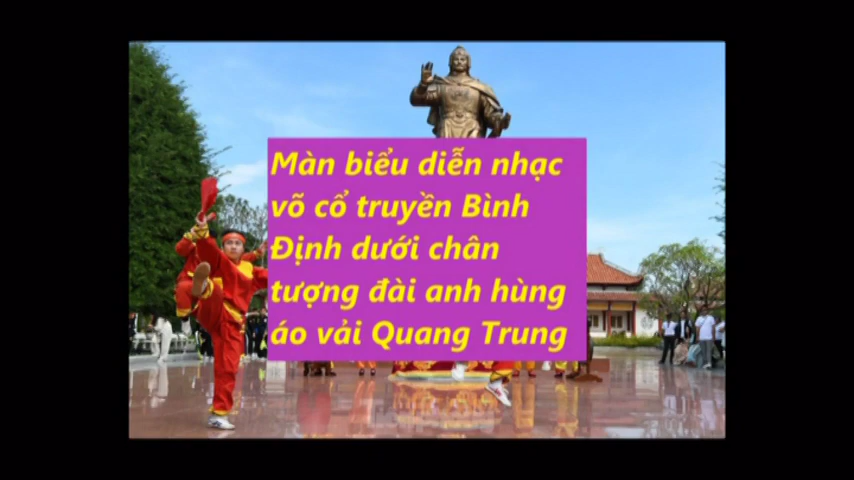 Màn biểu diễn nhạc
võ cổ truyền Bình
Định dưới chân
tượng đài anh hùng
áo vải Quang Trung